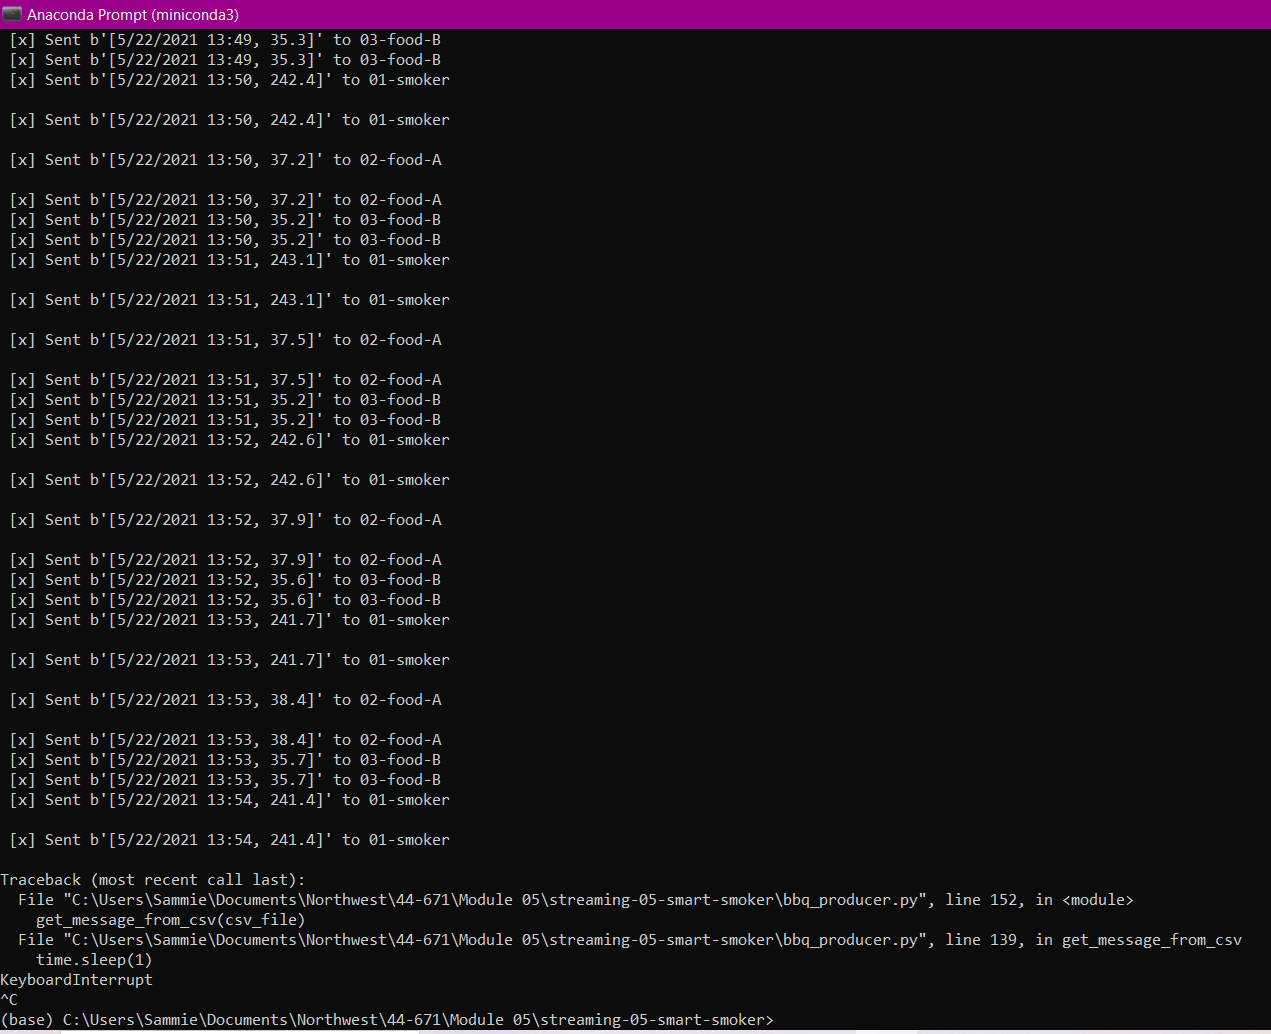 Anaconda Prompt (miniconda3)
[x] Sent b'[5/22/2021 13:49, 35.3]' to 03-food-B
[x] Sent b'[5/22/2021 13:49, 35.3]' to 03-food-B
[x] Sent b'[5/22/2021 13:50, 242.4]' to 01-smoker
[x] Sent b'[5/22/2021 13:50, 242.4]' to 01-smoker
[x] Sent b'[5/22/2021 13:50, 37.2]' to 02-food-A
[x] Sent b'[5/22/2021 13:50, 37.2]' to 02-food-A
[x] Sent b'[5/22/2021 13:50, 35.2]' to 03-food-B
[x] Sent b'[5/22/2021 13:50, 35.2]' to 03-food-B
[x] Sent b'[5/22/2021 13:51, 243.1]' to 01-smoker
[x] Sent b'[5/22/2021 13:51, 243.1]' to 01-smoker
[x] Sent b'[5/22/2021 13:51, 37.5]' to 02-food-A
[x] Sent b'[5/22/2021 13:51, 37.5]' to 02-food-A
[x] Sent b'[5/22/2021 13:51, 35.2]' to 03-food-B
[x] Sent b'[5/22/2021 13:51, 35.2]' to 03-food-B
[x] Sent b'[5/22/2021 13:52, 242.6]' to 01-smoker
[x] Sent b'[5/22/2021 13:52, 242.6]' to 01-smoker
[x] Sent b'[5/22/2021 13:52, 37.9]' to 02-food-A
[x] Sent b'[5/22/2021 13:52, 37.9]' to 02-food-A
[x] Sent b'[5/22/2021 13:52, 35.6]' to 03-food-B
[x] Sent b'[5/22/2021 13:52, 35.6]' to 03-food-B
[x] Sent b'[5/22/2021 13:53, 241.7]' to 01-smoker
[x] Sent b'[5/22/2021 13:53, 241.7]' to 01-smoker
[x] Sent b'[5/22/2021 13:53, 38.4]' to 02-food-A
[x] Sent b'[5/22/2021 13:53, 38.4]' to 02-food-A
[x] Sent b'[5/22/2021 13:53, 35.7]' to 03-food-B
[x] Sent b'[5/22/2021 13:53, 35.7]' to 03-food-B
[x] Sent b'[5/22/2021 13:54, 241.4]' to 01-smoker
[x] Sent b'[5/22/2021 13:54, 241.4]' to 01-smoker
Traceback (most recent call last):
File "C:\Users\Sammie\Documents\Northwest\44-671\Module 05\streaming-05-smart-smoker\bbq_producer.py", line 152, in <module>
get_message_from_csv(csv_file)
File "C:\Users\Sammie\Documents\Northwest\44-671\Module 05\streaming-05-smart-smoker\bbq_producer.py", line 139, in get_message_from_csv
time.sleep(1)
KeyboardInterrupt
^C
(base) C:\Users\Sammie\Documents\Northwest\44-671\Module 05\streaming-05-smart-smoker>